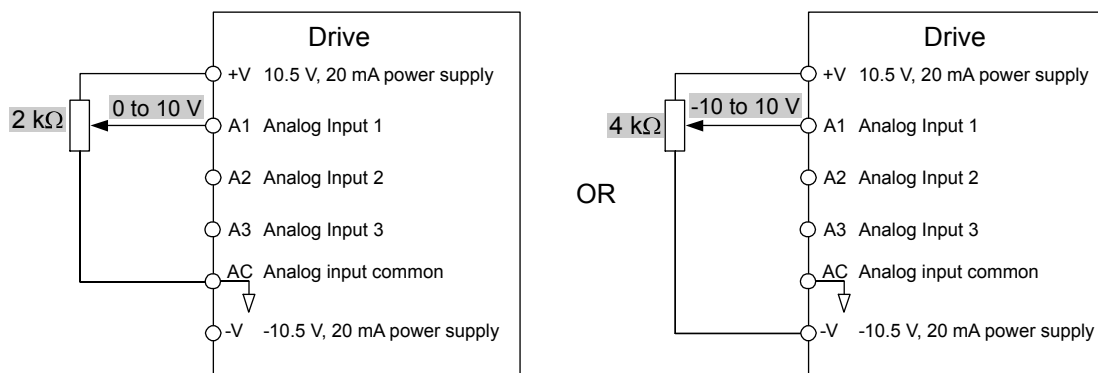 Drive
+V 10.5 V, 20 mA power supply
2 kΩ
0 to 10 V
A1 Analog Input 1
A2 Analog Input 2
A3 Analog Input 3
AC Analog input common
-V -10.5 V, 20 mA power supply
OR
Drive
+V 10.5 V, 20 mA power supply
4 kΩ
-10 to 10 V
A1 Analog Input 1
A2 Analog Input 2
A3 Analog Input 3
AC Analog input common
-V -10.5 V, 20 mA power supply